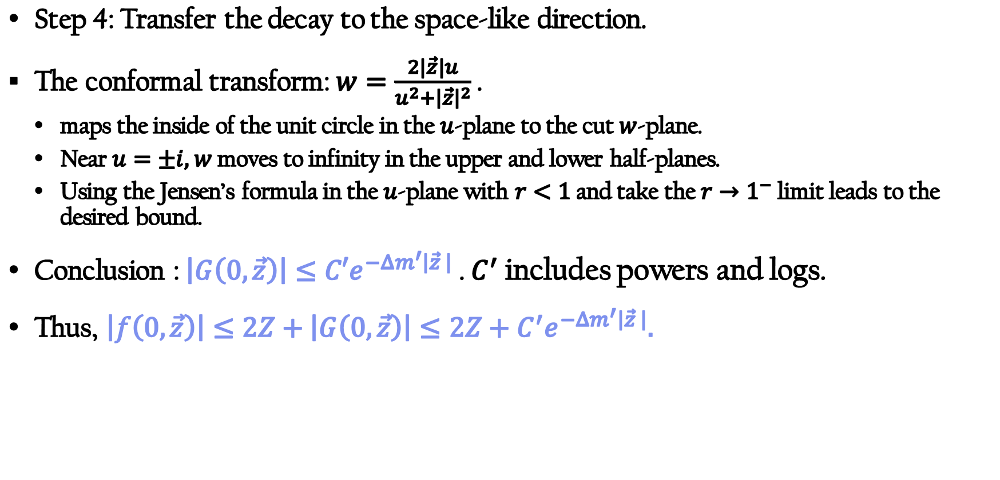 • Step 4: Transfer the decay to the space-like direction.
▪ The conformal transform: $w = \frac{2|\vec{z}|u}{u^2+|\vec{z}|^2}$ .
• maps the inside of the unit circle in the u-plane to the cut w-plane.
• Near u = ±i, w moves to infinity in the upper and lower half-planes.
• Using the Jensen’s formula in the u-plane with r < 1 and take the r → 1⁻ limit leads to the
desired bound.
• Conclusion : $|G(0, \vec{z})| \leq C' e^{-\Delta m'|\vec{z}|}$ . C′ includes powers and logs.
• Thus, $|f(0, \vec{z})| \leq 2Z + |G(0, \vec{z})| \leq 2Z + C' e^{-\Delta m'|\vec{z}|}$.